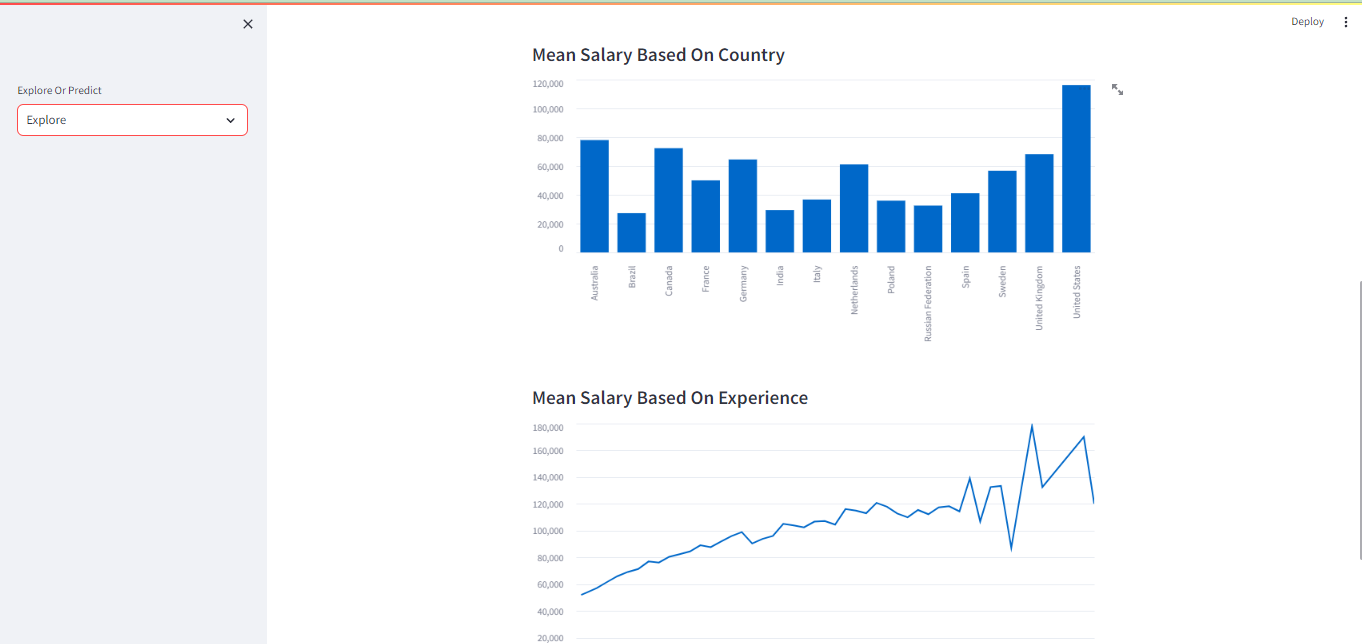 Deploy
Explore Or Predict
Explore
Mean Salary Based On Country
120,000
100,000
80,000
60,000
40,000
20,000
0
Australia
Brazil
Canada
France
Germany
India
Italy
Netherlands
Poland
Russian Federation
Spain
Sweden
United Kingdom
United States
Mean Salary Based On Experience
180,000
160,000
140,000
120,000
100,000
80,000
60,000
40,000
20,000